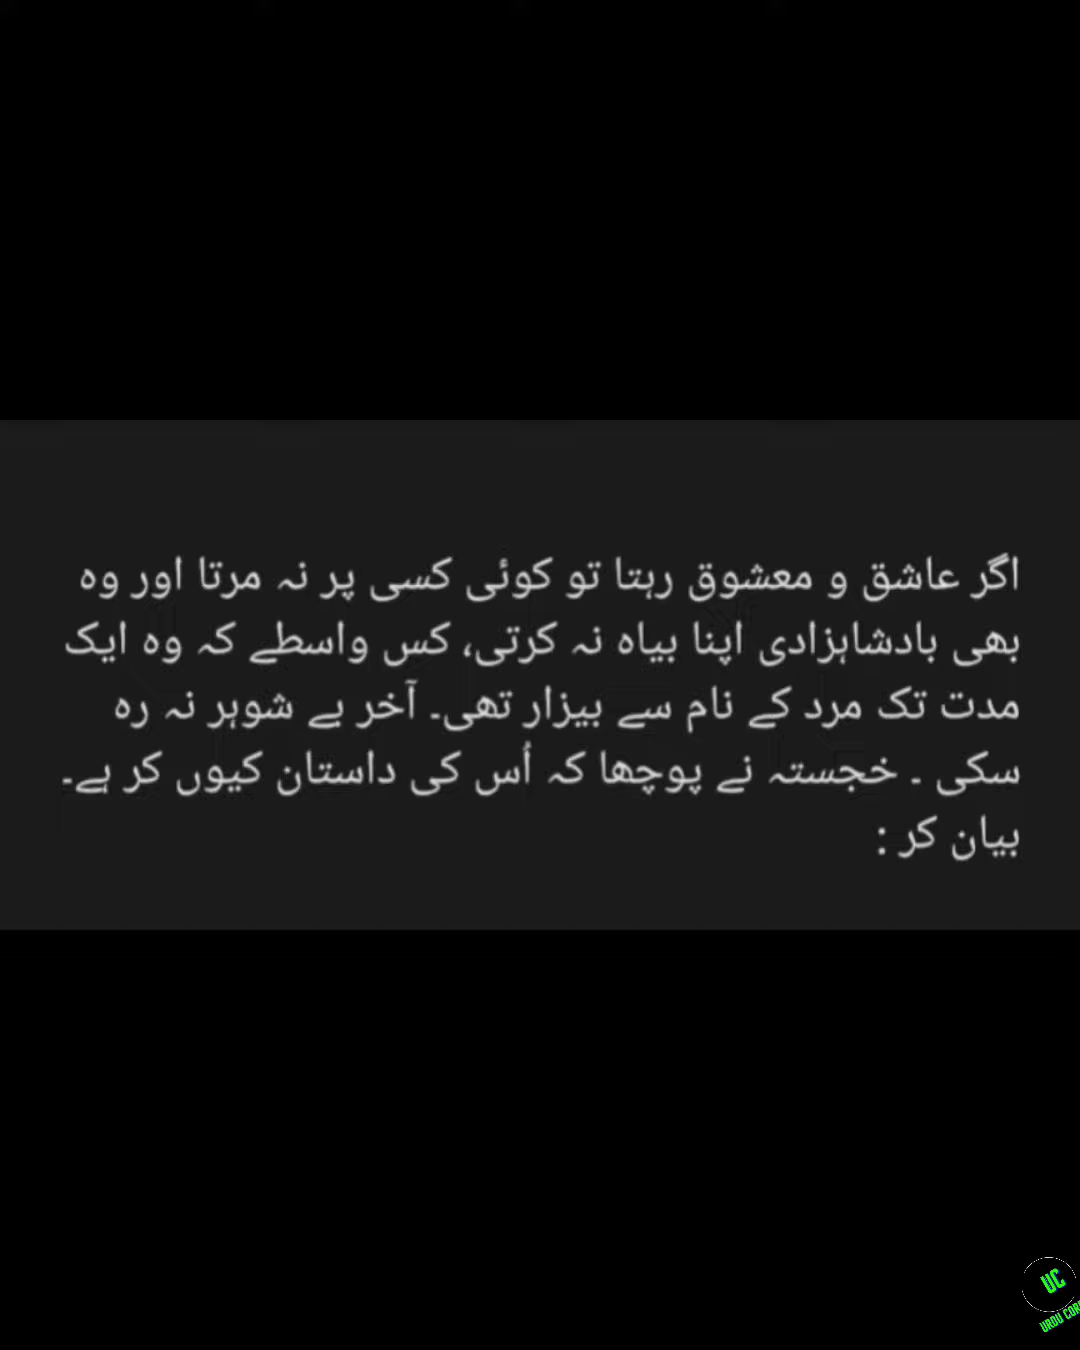 اگر عاشق و معشوق رہتا تو کوئی کسی پر نہ مرتا اور وہ
بھی بادشاہزادی اپنا بیاہ نہ کرتی، کس واسطے کہ وہ ایک
مدت تک مرد کے نام سے بیزار تھی۔ آخر بے شوہر نہ رہ
سکی ۔ خجستہ نے پوچھا کہ اُس کی داستان کیوں کر ہے۔
بیان کر :
UC
URDU